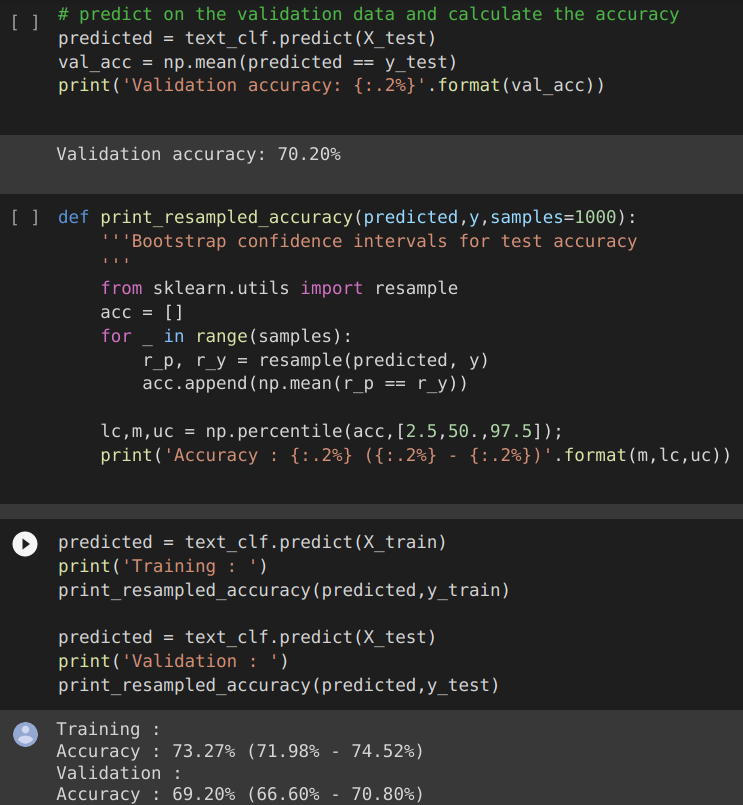 [ ] # predict on the validation data and calculate the accuracy
predicted = text_clf.predict(X_test)
val_acc = np.mean(predicted == y_test)
print('Validation accuracy: {:.2%}'.format(val_acc))
Validation accuracy: 70.20%
[ ] def print_resampled_accuracy(predicted,y,samples=1000):
'''Bootstrap confidence intervals for test accuracy
'''
from sklearn.utils import resample
acc = []
for _ in range(samples):
r_p, r_y = resample(predicted, y)
acc.append(np.mean(r_p == r_y))
lc,m,uc = np.percentile(acc,[2.5,50.,97.5]);
print('Accuracy : {:.2%} ({:.2%} - {:.2%})'.format(m,lc,uc))
predicted = text_clf.predict(X_train)
print('Training : ')
print_resampled_accuracy(predicted,y_train)
predicted = text_clf.predict(X_test)
print('Validation : ')
print_resampled_accuracy(predicted,y_test)
Training :
Accuracy : 73.27% (71.98% - 74.52%)
Validation :
Accuracy : 69.20% (66.60% - 70.80%)